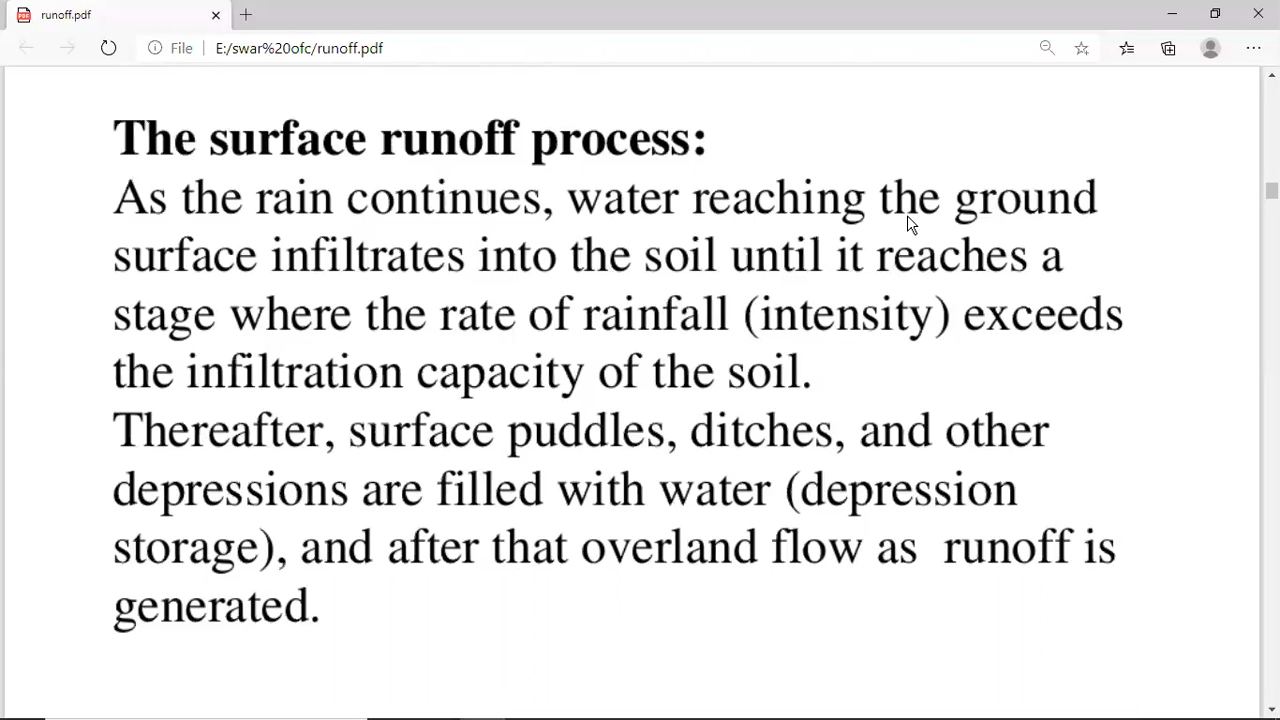 runoff.pdf
File
E:/swar%20ofc/runoff.pdf
The surface runoff process:
As the rain continues, water reaching the ground
surface infiltrates into the soil until it reaches a
stage where the rate of rainfall (intensity) exceeds
the infiltration capacity of the soil.
Thereafter, surface puddles, ditches, and other
depressions are filled with water (depression
storage), and after that overland flow as  runoff is
generated.